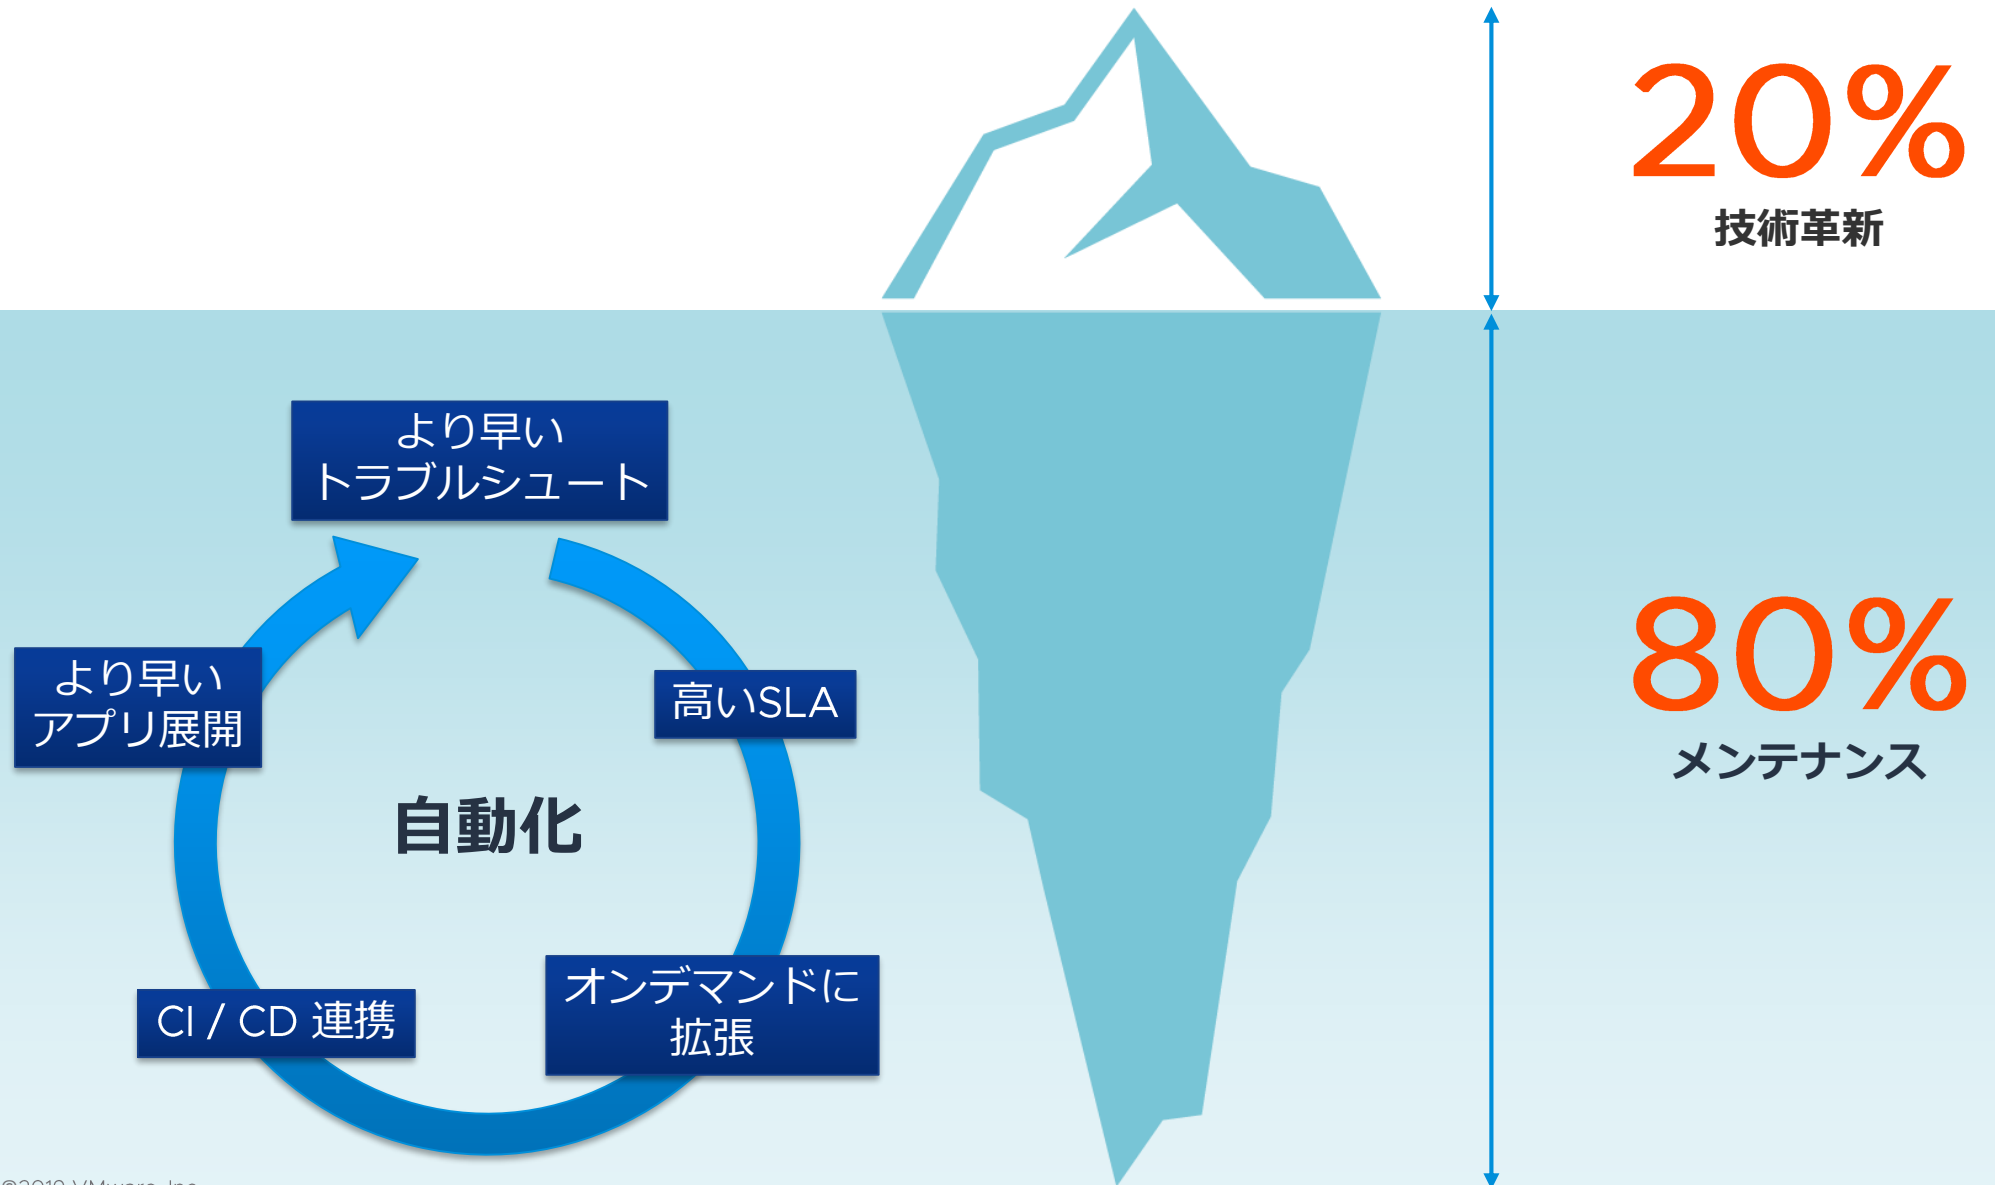 20%
技術革新
より早い
トラブルシュート
高いSLA
オンデマンドに
拡張
CI / CD 連携
より早い
アプリ展開
自動化
80%
メンテナンス
VMware, Inc.